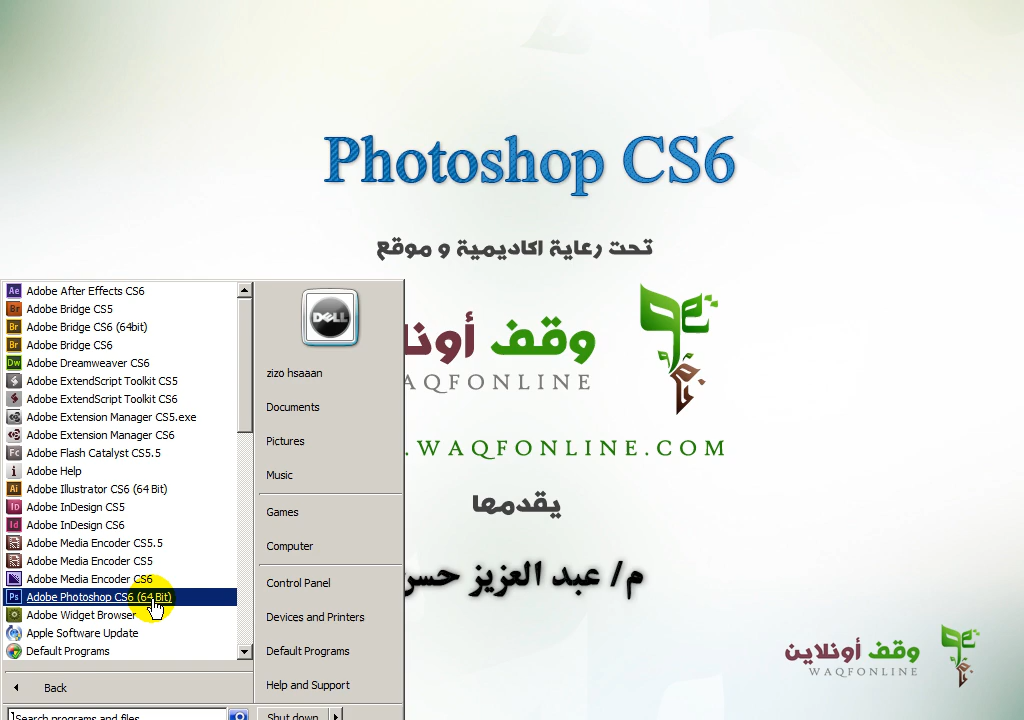 Photoshop CS6
تحت رعاية اكاديمية و موقع
وقف أونلاين
WAQFONLINE
.WAQFONLINE.COM
يقدمها
م/ عبد العزيز حسن
Adobe After Effects CS6
Adobe Bridge CS5
Adobe Bridge CS6 (64bit)
Adobe Bridge CS6
Adobe Dreamweaver CS6
Adobe ExtendScript Toolkit CS5
Adobe ExtendScript Toolkit CS6
Adobe Extension Manager CS5.exe
Adobe Extension Manager CS6
Adobe Flash Catalyst CS5.5
Adobe Help
Adobe Illustrator CS6 (64 Bit)
Adobe InDesign CS5
Adobe InDesign CS6
Adobe Media Encoder CS5.5
Adobe Media Encoder CS5
Adobe Media Encoder CS6
Adobe Photoshop CS6 (64 Bit)
Adobe Widget Browser
Apple Software Update
Default Programs
Back
Search programs and files
DELL
zizo hsaaan
Documents
Pictures
Music
Games
Computer
Control Panel
Devices and Printers
Default Programs
Help and Support
Shut down
وقف أونلاين
WAQFONLINE